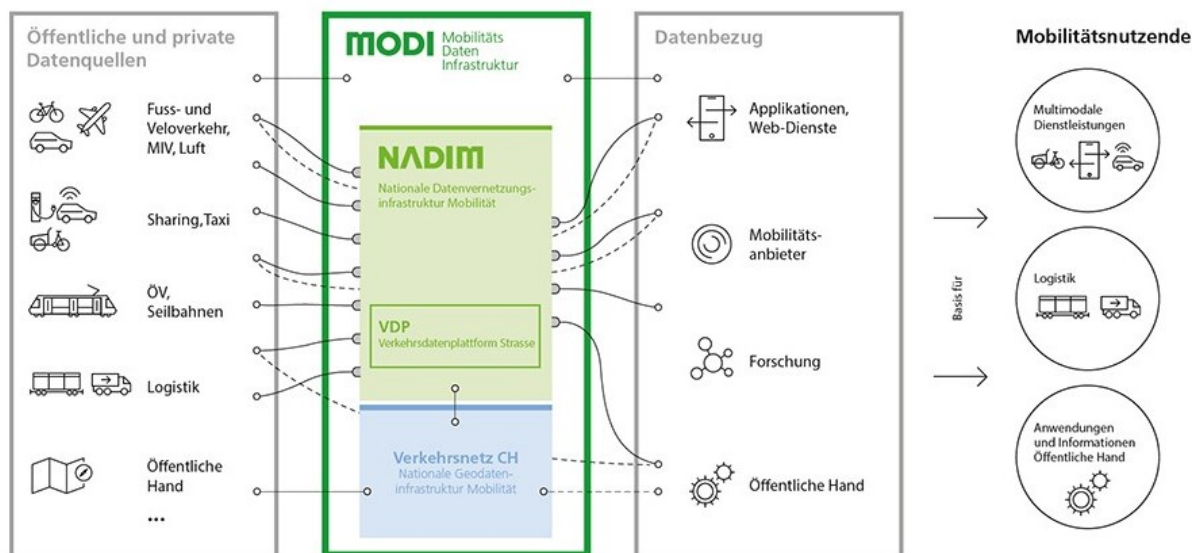 Öffentliche und private
Datenquellen
Fuss- und
Veloverkehr,
MIV, Luft
Sharing,Taxi
ÖV,
Seilbahnen
Logistik
Öffentliche
Hand
...
MODI
Mobilitäts
Daten
Infrastruktur
NADIM
Nationale Datenvernetzungs-
infrastruktur Mobilität
VDP
Verkehrsdatenplattform Strasse
Verkehrsnetz CH
Nationale Geodaten-
infrastruktur Mobilität
Datenbezug
Applikationen,
Web-Dienste
Mobilitäts-
anbieter
Forschung
Öffentliche Hand
Basis für
Mobilitätsnutzende
Multimodale
Dienstleistungen
Logistik
Anwendungen
und Informationen
Öffentliche Hand